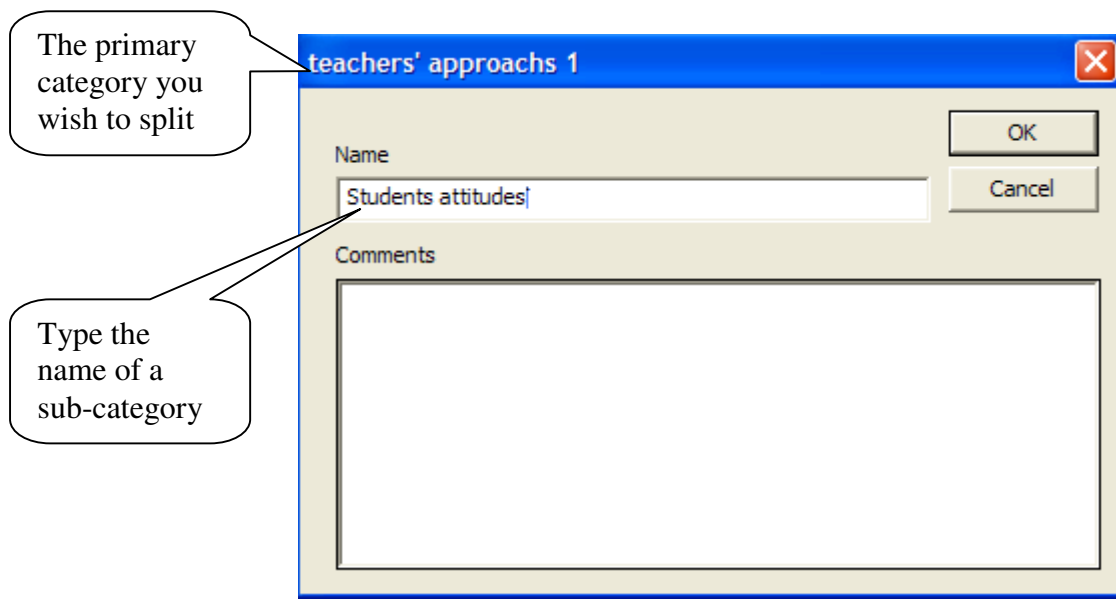 The primary
category you
wish to split
teachers' approachs 1
OK
Name
Students attitudes
Cancel
Comments
Type the
name of a
sub-category